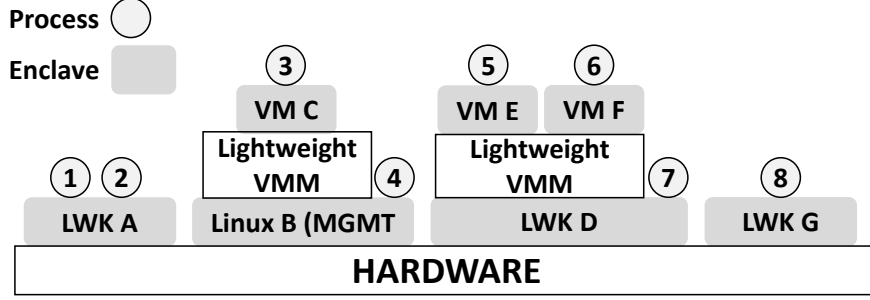 Process
Enclave
3
5
6
VM C
VM E
VM F
Lightweight
VMM
Lightweight
VMM
1
2
4
7
8
LWK A
Linux B (MGMT
LWK D
LWK G
HARDWARE